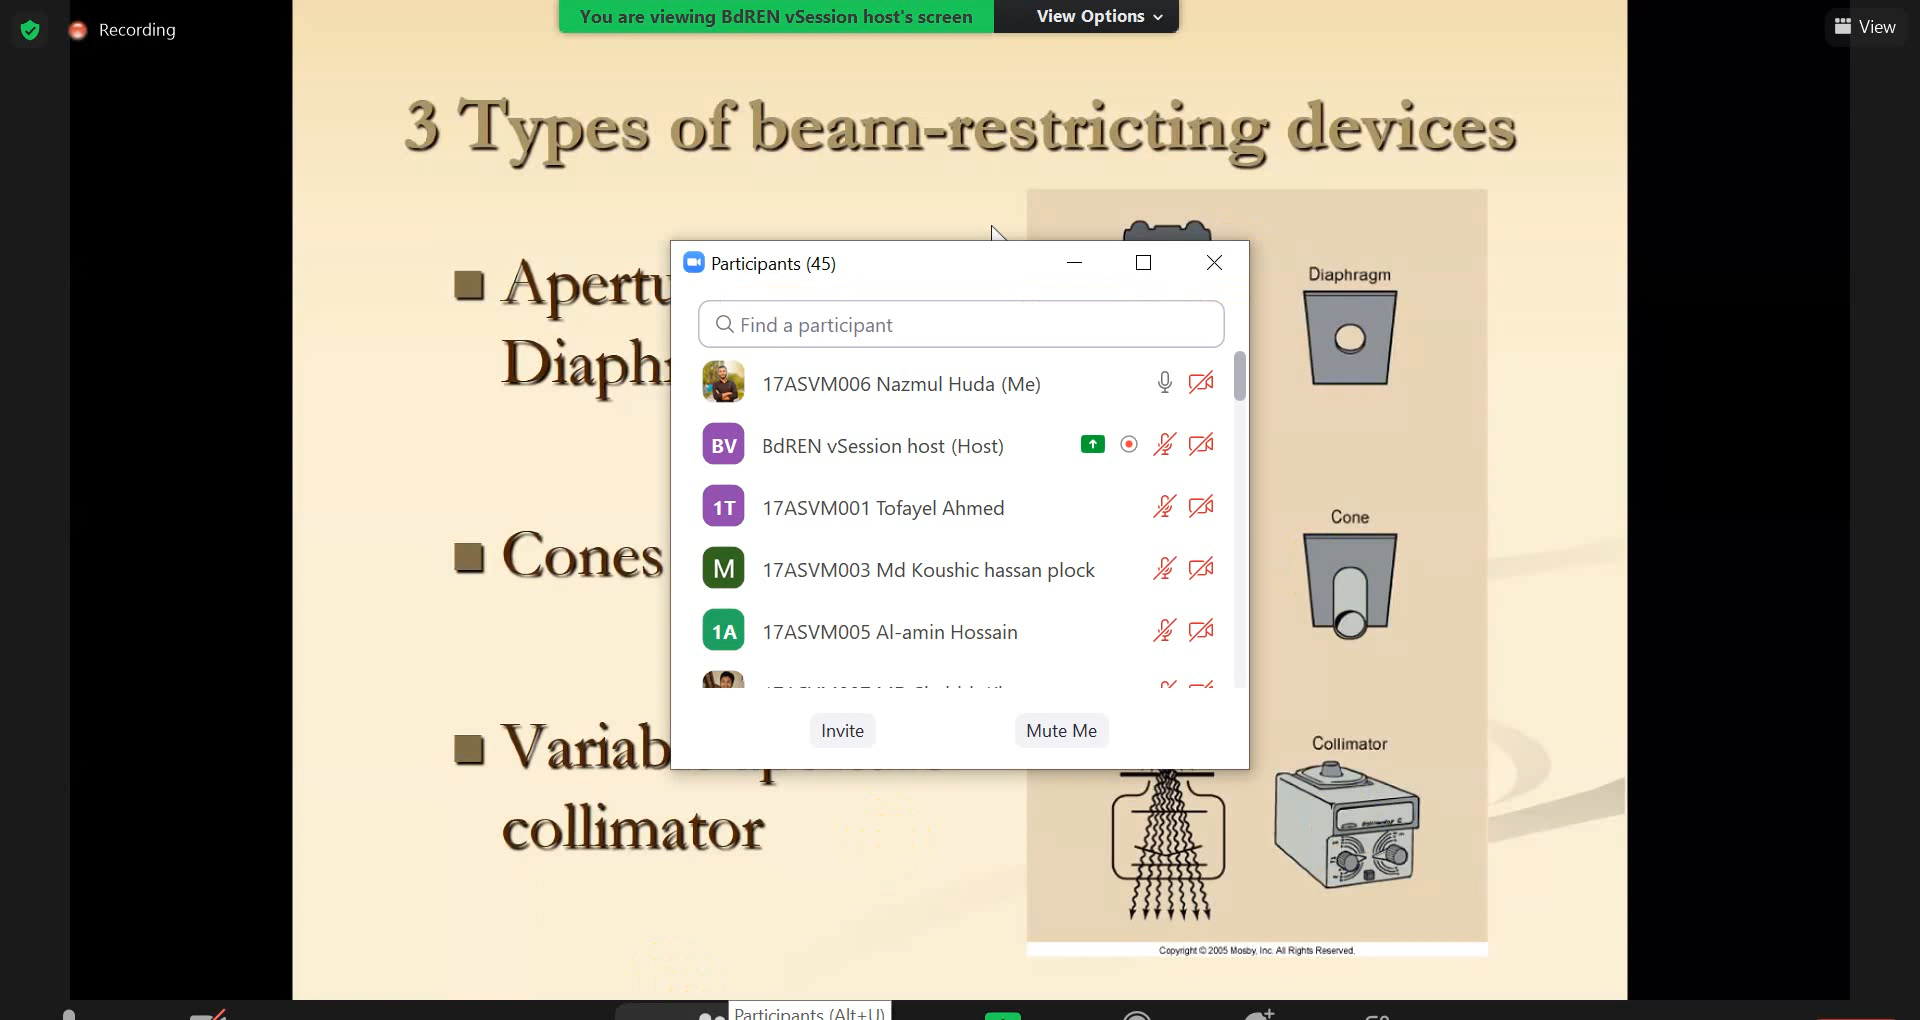 Recording
You are viewing BdREN vSession host's screen
View Options
View
3 Types of beam-restricting devices
Diaphragm
Participants (45)
Find a participant
17ASVM006 Nazmul Huda (Me)
BV
BdREN vSession host (Host)
1T
17ASVM001 Tofayel Ahmed
M
17ASVM003 Md Koushic hassan plock
1A
17ASVM005 Al-amin Hossain
Invite
Mute Me
Cones
collimator
Cone
Collimator
Copyright © 2005 Mosby, Inc. All Rights Reserved.
Participants (Alt+U)